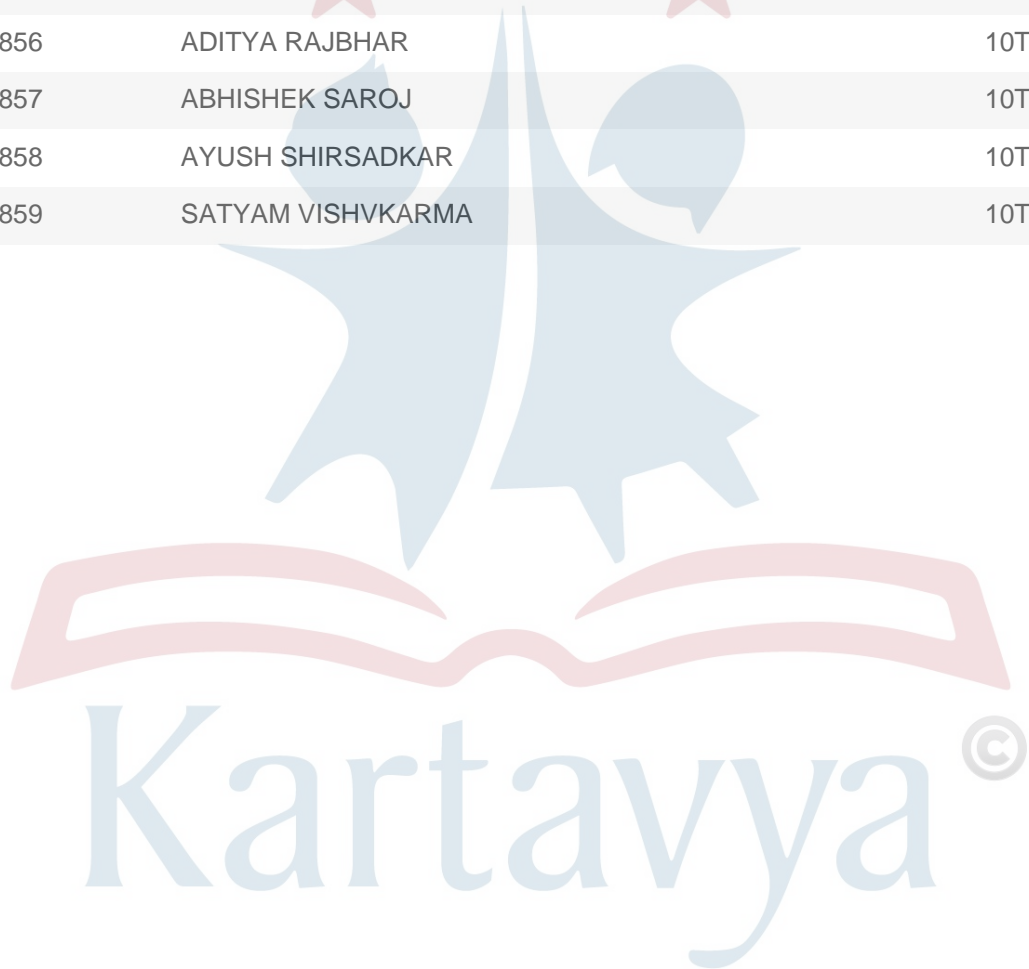 856 ADITYA RAJBHAR 10T
857 ABHISHEK SAROJ 10T
858 AYUSH SHIRSADKAR 10T
859 SATYAM VISHVKARMA 10T
Kartavya ©